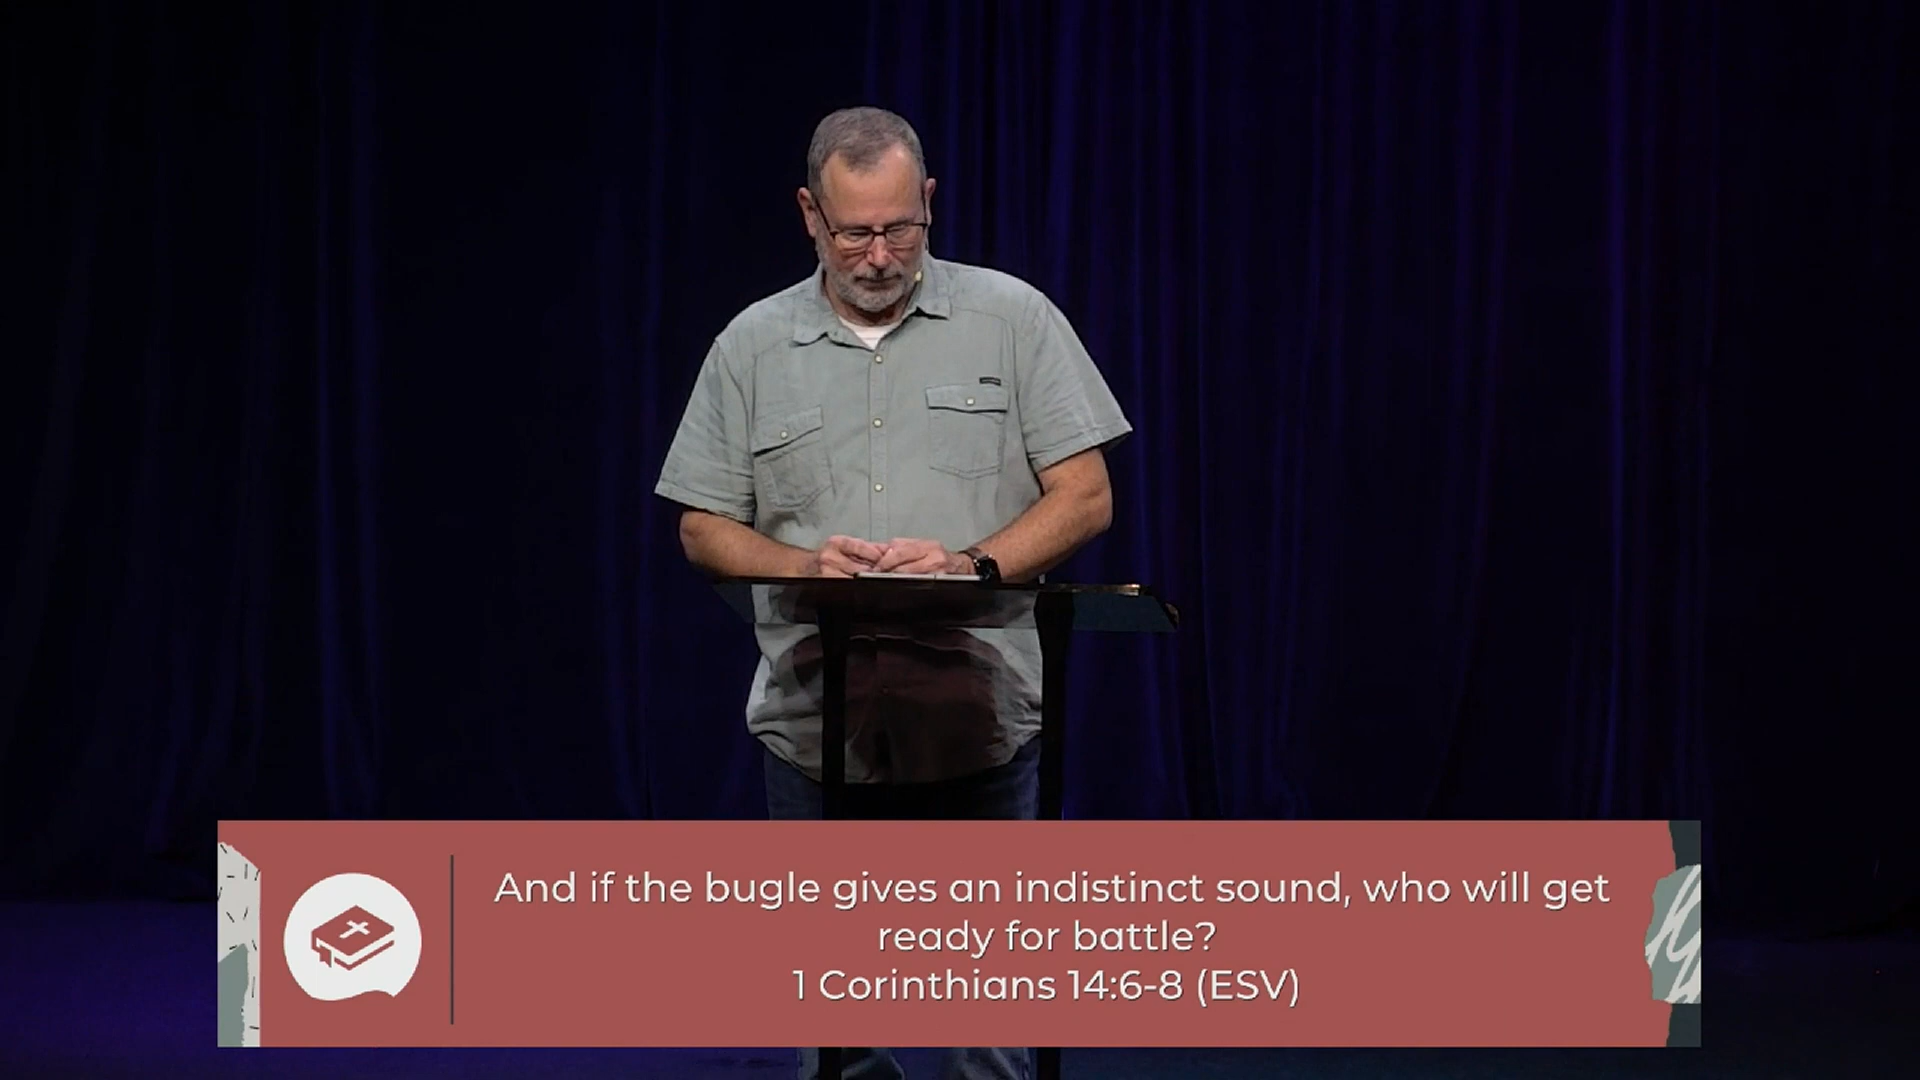 And if the bugle gives an indistinct sound, who will get
ready for battle?
1 Corinthians 14:6-8 (ESV)